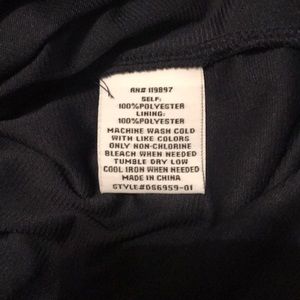 RN# 119897
SELF:
100%POLYESTER
LINING:
100%POLYESTER
MACHINE WASH COLD
WITH LIKE COLORS
ONLY NON-CHLORINE
BLEACH WHEN NEEDED
TUMBLE DRY LOW
COOL IRON WHEN NEEDED
MADE IN CHINA
STYLE#DS6959-01